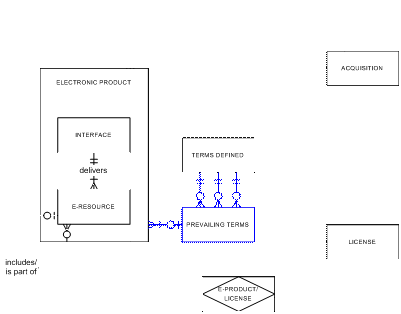 ACQUISITION
ELECTRONIC PRODUCT
INTERFACE
delivers
TERMS DEFINED
E-RESOURCE
PREVAILING TERMS
LICENSE
includes/
is part of
E-PRODUCT/
LICENSE